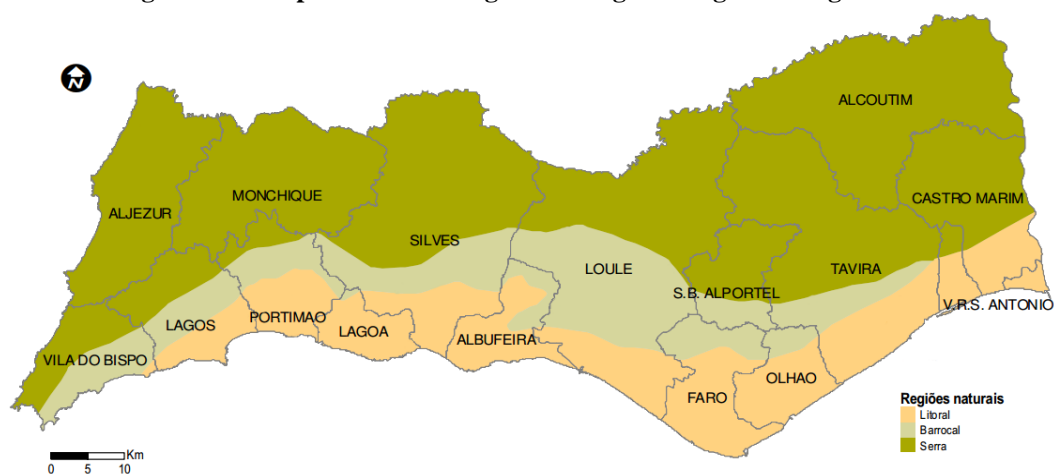 N
ALCOUTIM
MONCHIQUE
CASTRO MARIM
ALJEZUR
SILVES
LOULE
TAVIRA
S.B. ALPORTEL
V.R.S. ANTONIO
LAGOS
PORTIMAO
LAGOA
ALBUFEIRA
VILA DO BISPO
OLHAO
FARO
Regiões naturais
Litoral
Barrocal
Serra
Km
0 5 10